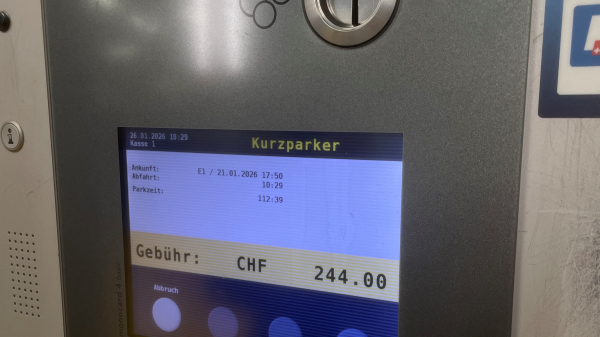 26.01.2026 10:29
Kasse 1
Kurzparker
Ankunft: E1 / 21.01.2026 17:50
Abfahrt: 10:29
Parkzeit: 112:39
Gebühr: CHF 244.00
Abbruch